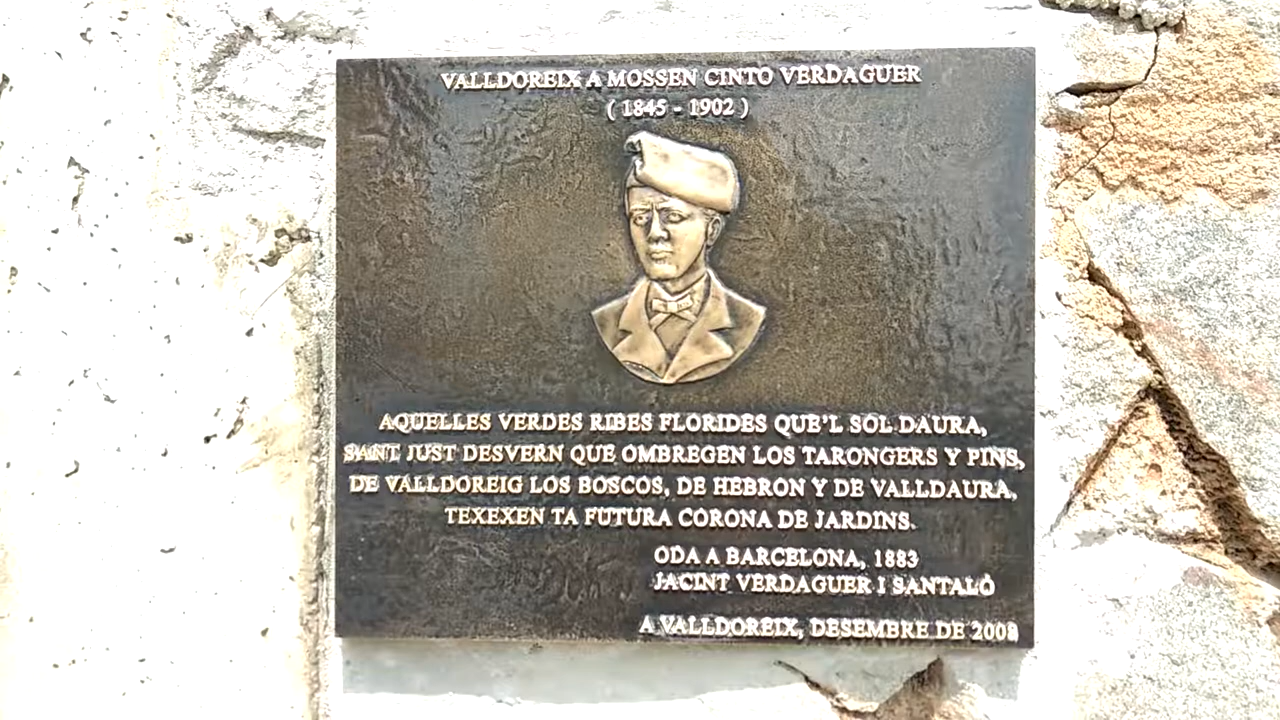 VALLDOREIX A MOSSEN CINTO VERDAGUER
( 1845 - 1902 )
AQUELLES VERDES RIBES FLORIDES QUE'L SOL DAURA,
SANT JUST DESVERN QUE OMBREGEN LOS TARONGERS Y PINS,
DE VALLDOREIG LOS BOSCOS, DE HEBRON Y DE VALLDAURA,
TEXEXEN TA FUTURA CORONA DE JARDINS.
ODA A BARCELONA, 1883
JACINT VERDAGUER I SANTALÓ
A VALLDOREIX, DESEMBRE DE 2008